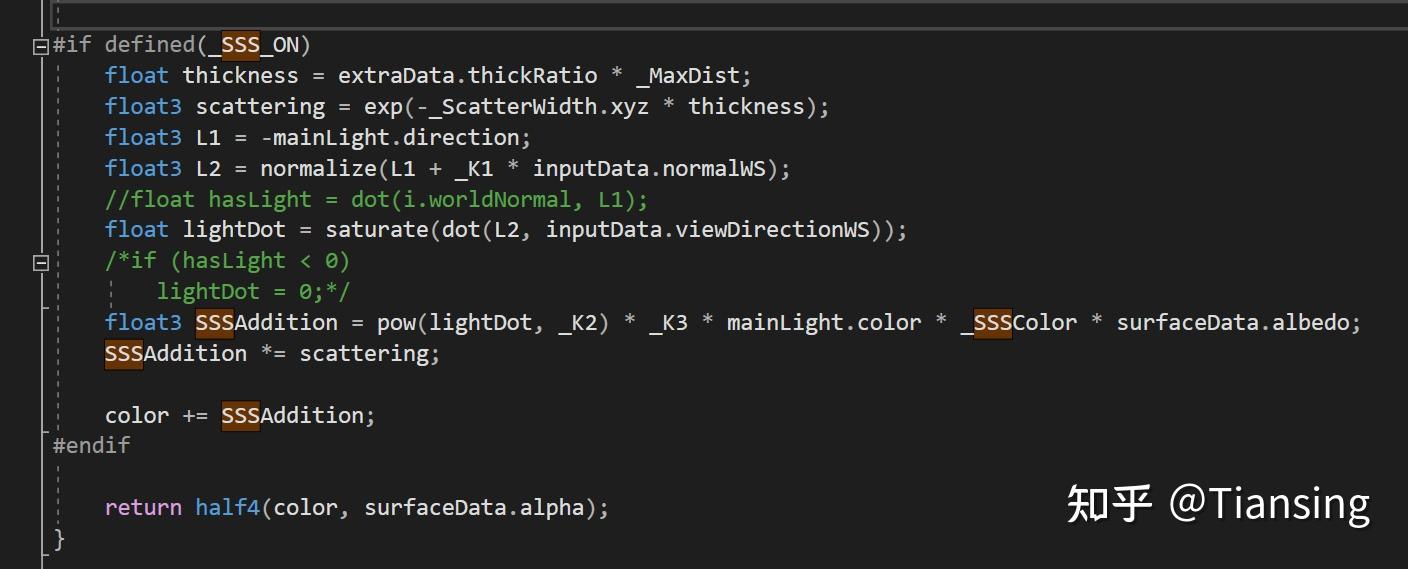 #if defined(_SSS_ON)
float thickness = extraData.thickRatio * _MaxDist;
float3 scattering = exp(-_ScatterWidth.xyz * thickness);
float3 L1 = -mainLight.direction;
float3 L2 = normalize(L1 + _K1 * inputData.normalWS);
//float hasLight = dot(i.worldNormal, L1);
float lightDot = saturate(dot(L2, inputData.viewDirectionWS));
/*if (hasLight < 0)
lightDot = 0;*/
float3 SSSAddition = pow(lightDot, _K2) * _K3 * mainLight.color * _SSSColor * surfaceData.albedo;
SSSAddition *= scattering;
color += SSSAddition;
#endif
return half4(color, surfaceData.alpha);
}
知乎 @Tiansing